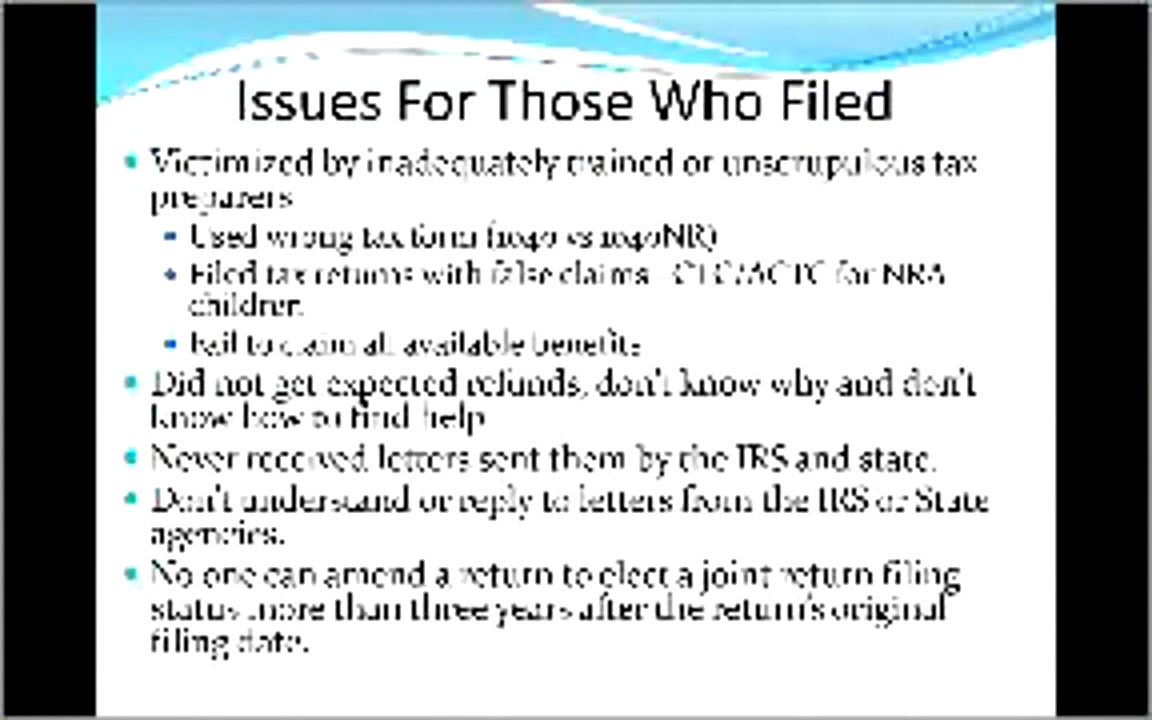 Issues For Those Who Filed
Victimized by inadequately trained or unscrupulous tax
preparers
Used wrong tax form (1040 vs 1040NR)
Filed tax returns with false claims – CTC/ACTC for NRA
children
Fail to claim all available benefits
Did not get expected refunds, don't know why and don't
know how to find help
Never received letters sent them by the IRS and state.
Don't understand or reply to letters from the IRS or State
agencies.
No one can amend a return to elect a joint return filing
status more than three years after the return's original
filing date.